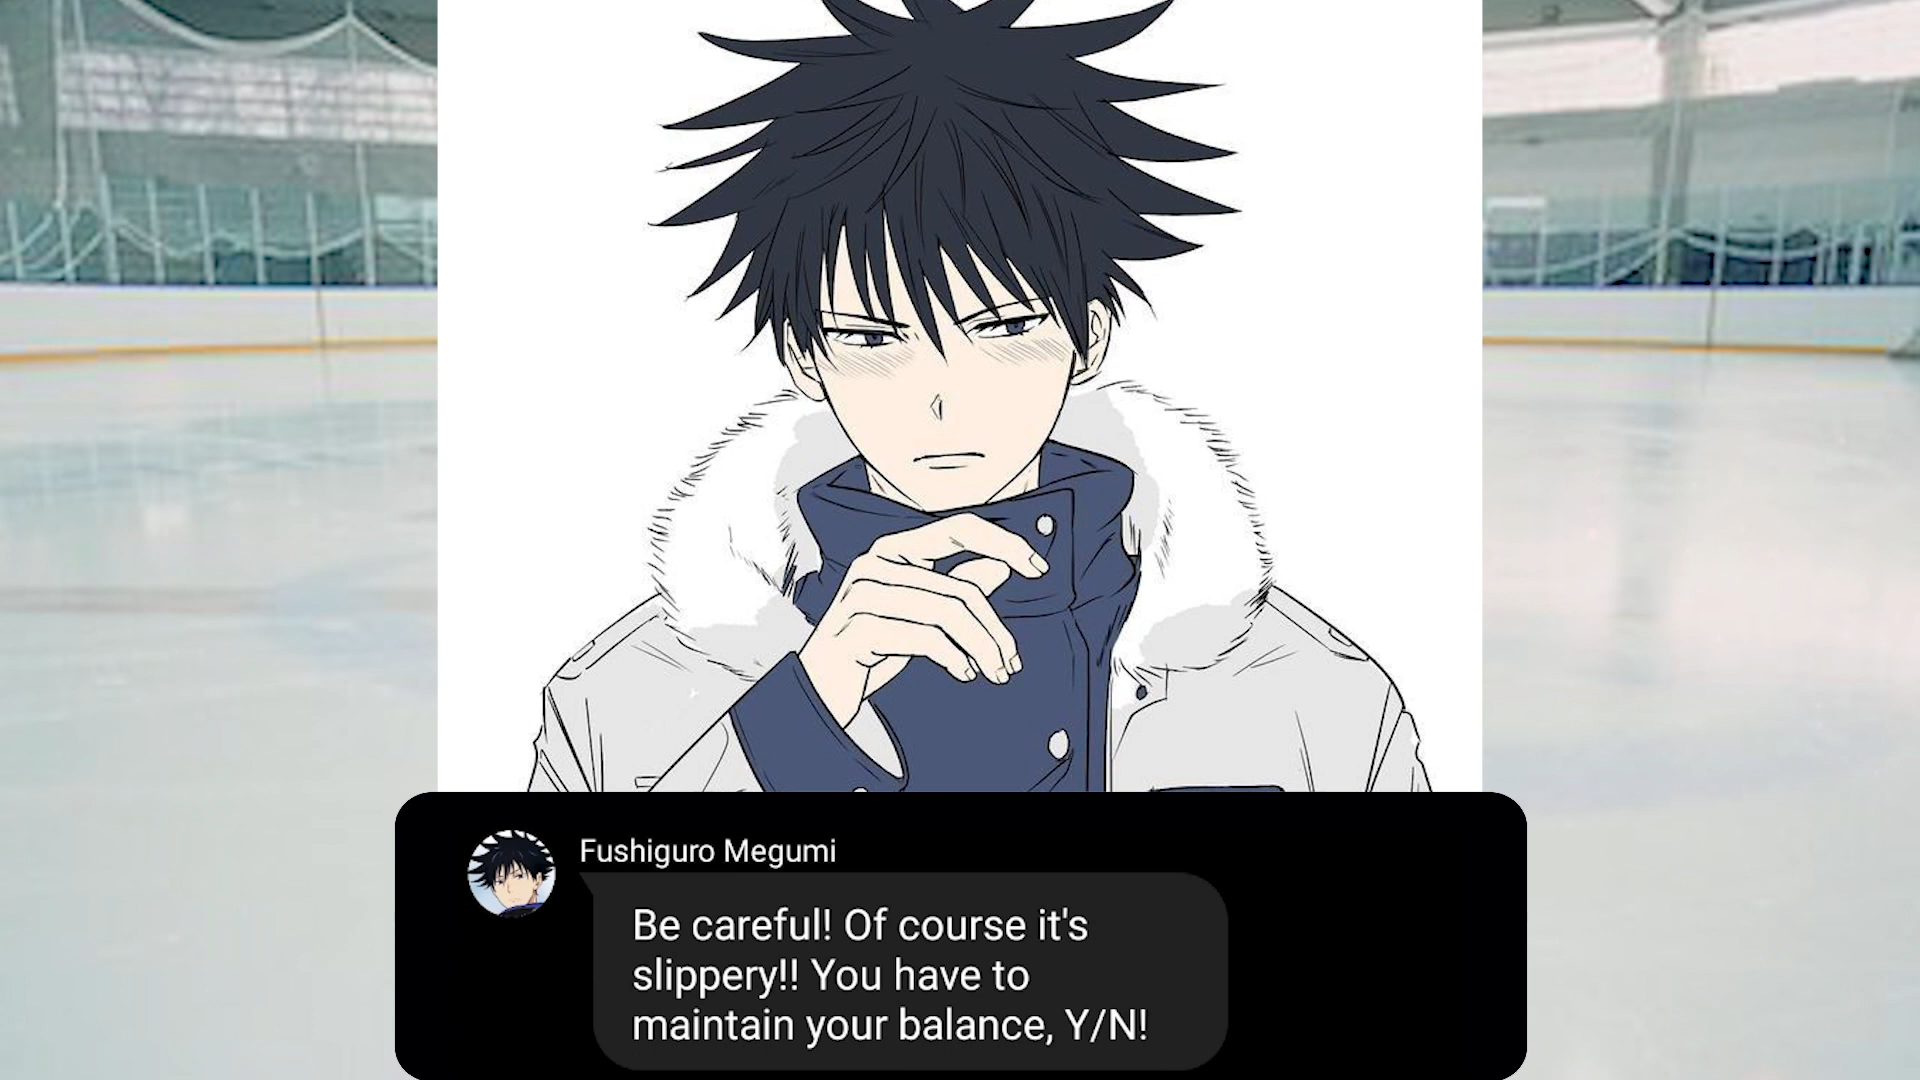 Fushiguro Megumi
Be careful! Of course it's
slippery!! You have to
maintain your balance, Y/N!